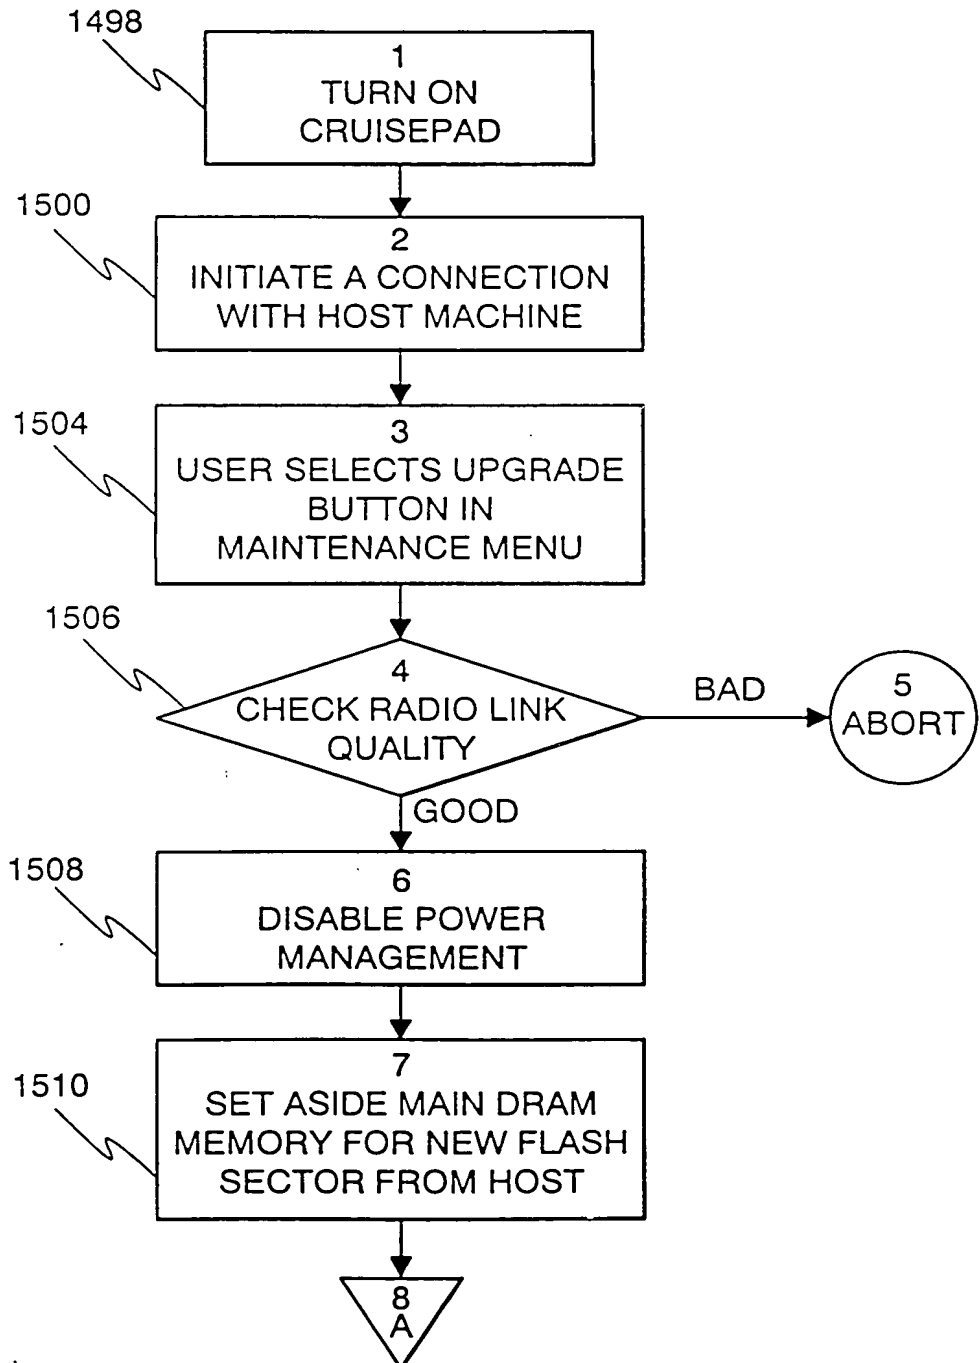 1498
1
TURN ON
CRUISEPAD
1500
2
INITIATE A CONNECTION
WITH HOST MACHINE
1504
3
USER SELECTS UPGRADE
BUTTON IN
MAINTENANCE MENU
1506
4
CHECK RADIO LINK
QUALITY
BAD
5
ABORT
GOOD
1508
6
DISABLE POWER
MANAGEMENT
1510
7
SET ASIDE MAIN DRAM
MEMORY FOR NEW FLASH
SECTOR FROM HOST
8
A